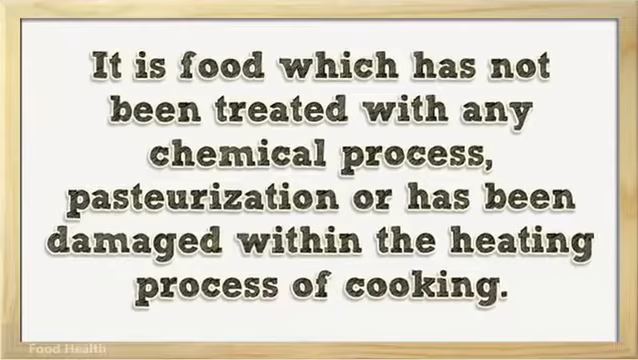 It is food which has not
been treated with any
chemical process,
pasteurization or has been
damaged within the heating
process of cooking.
Food Health